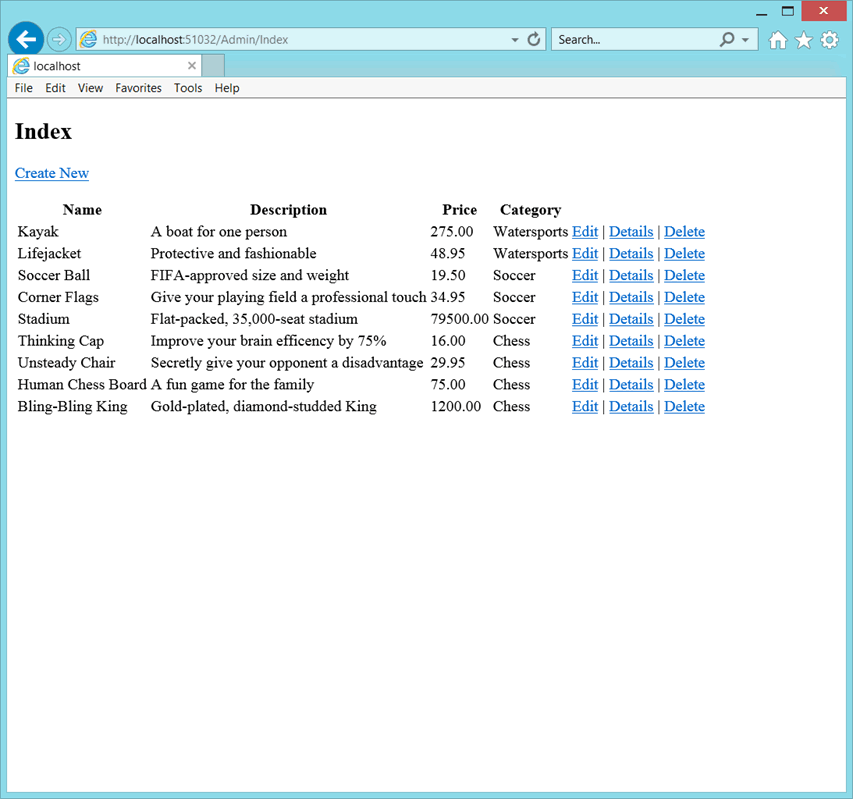 http://localhost:51032/Admin/Index Search...
localhost
File Edit View Favorites Tools Help
Index
Create New
Name Description Price Category
Kayak A boat for one person 275.00 Watersports Edit | Details | Delete
Lifejacket Protective and fashionable 48.95 Watersports Edit | Details | Delete
Soccer Ball FIFA-approved size and weight 19.50 Soccer Edit | Details | Delete
Corner Flags Give your playing field a professional touch 34.95 Soccer Edit | Details | Delete
Stadium Flat-packed, 35,000-seat stadium 79500.00 Soccer Edit | Details | Delete
Thinking Cap Improve your brain efficency by 75% 16.00 Chess Edit | Details | Delete
Unsteady Chair Secretly give your opponent a disadvantage 29.95 Chess Edit | Details | Delete
Human Chess Board A fun game for the family 75.00 Chess Edit | Details | Delete
Bling-Bling King Gold-plated, diamond-studded King 1200.00 Chess Edit | Details | Delete